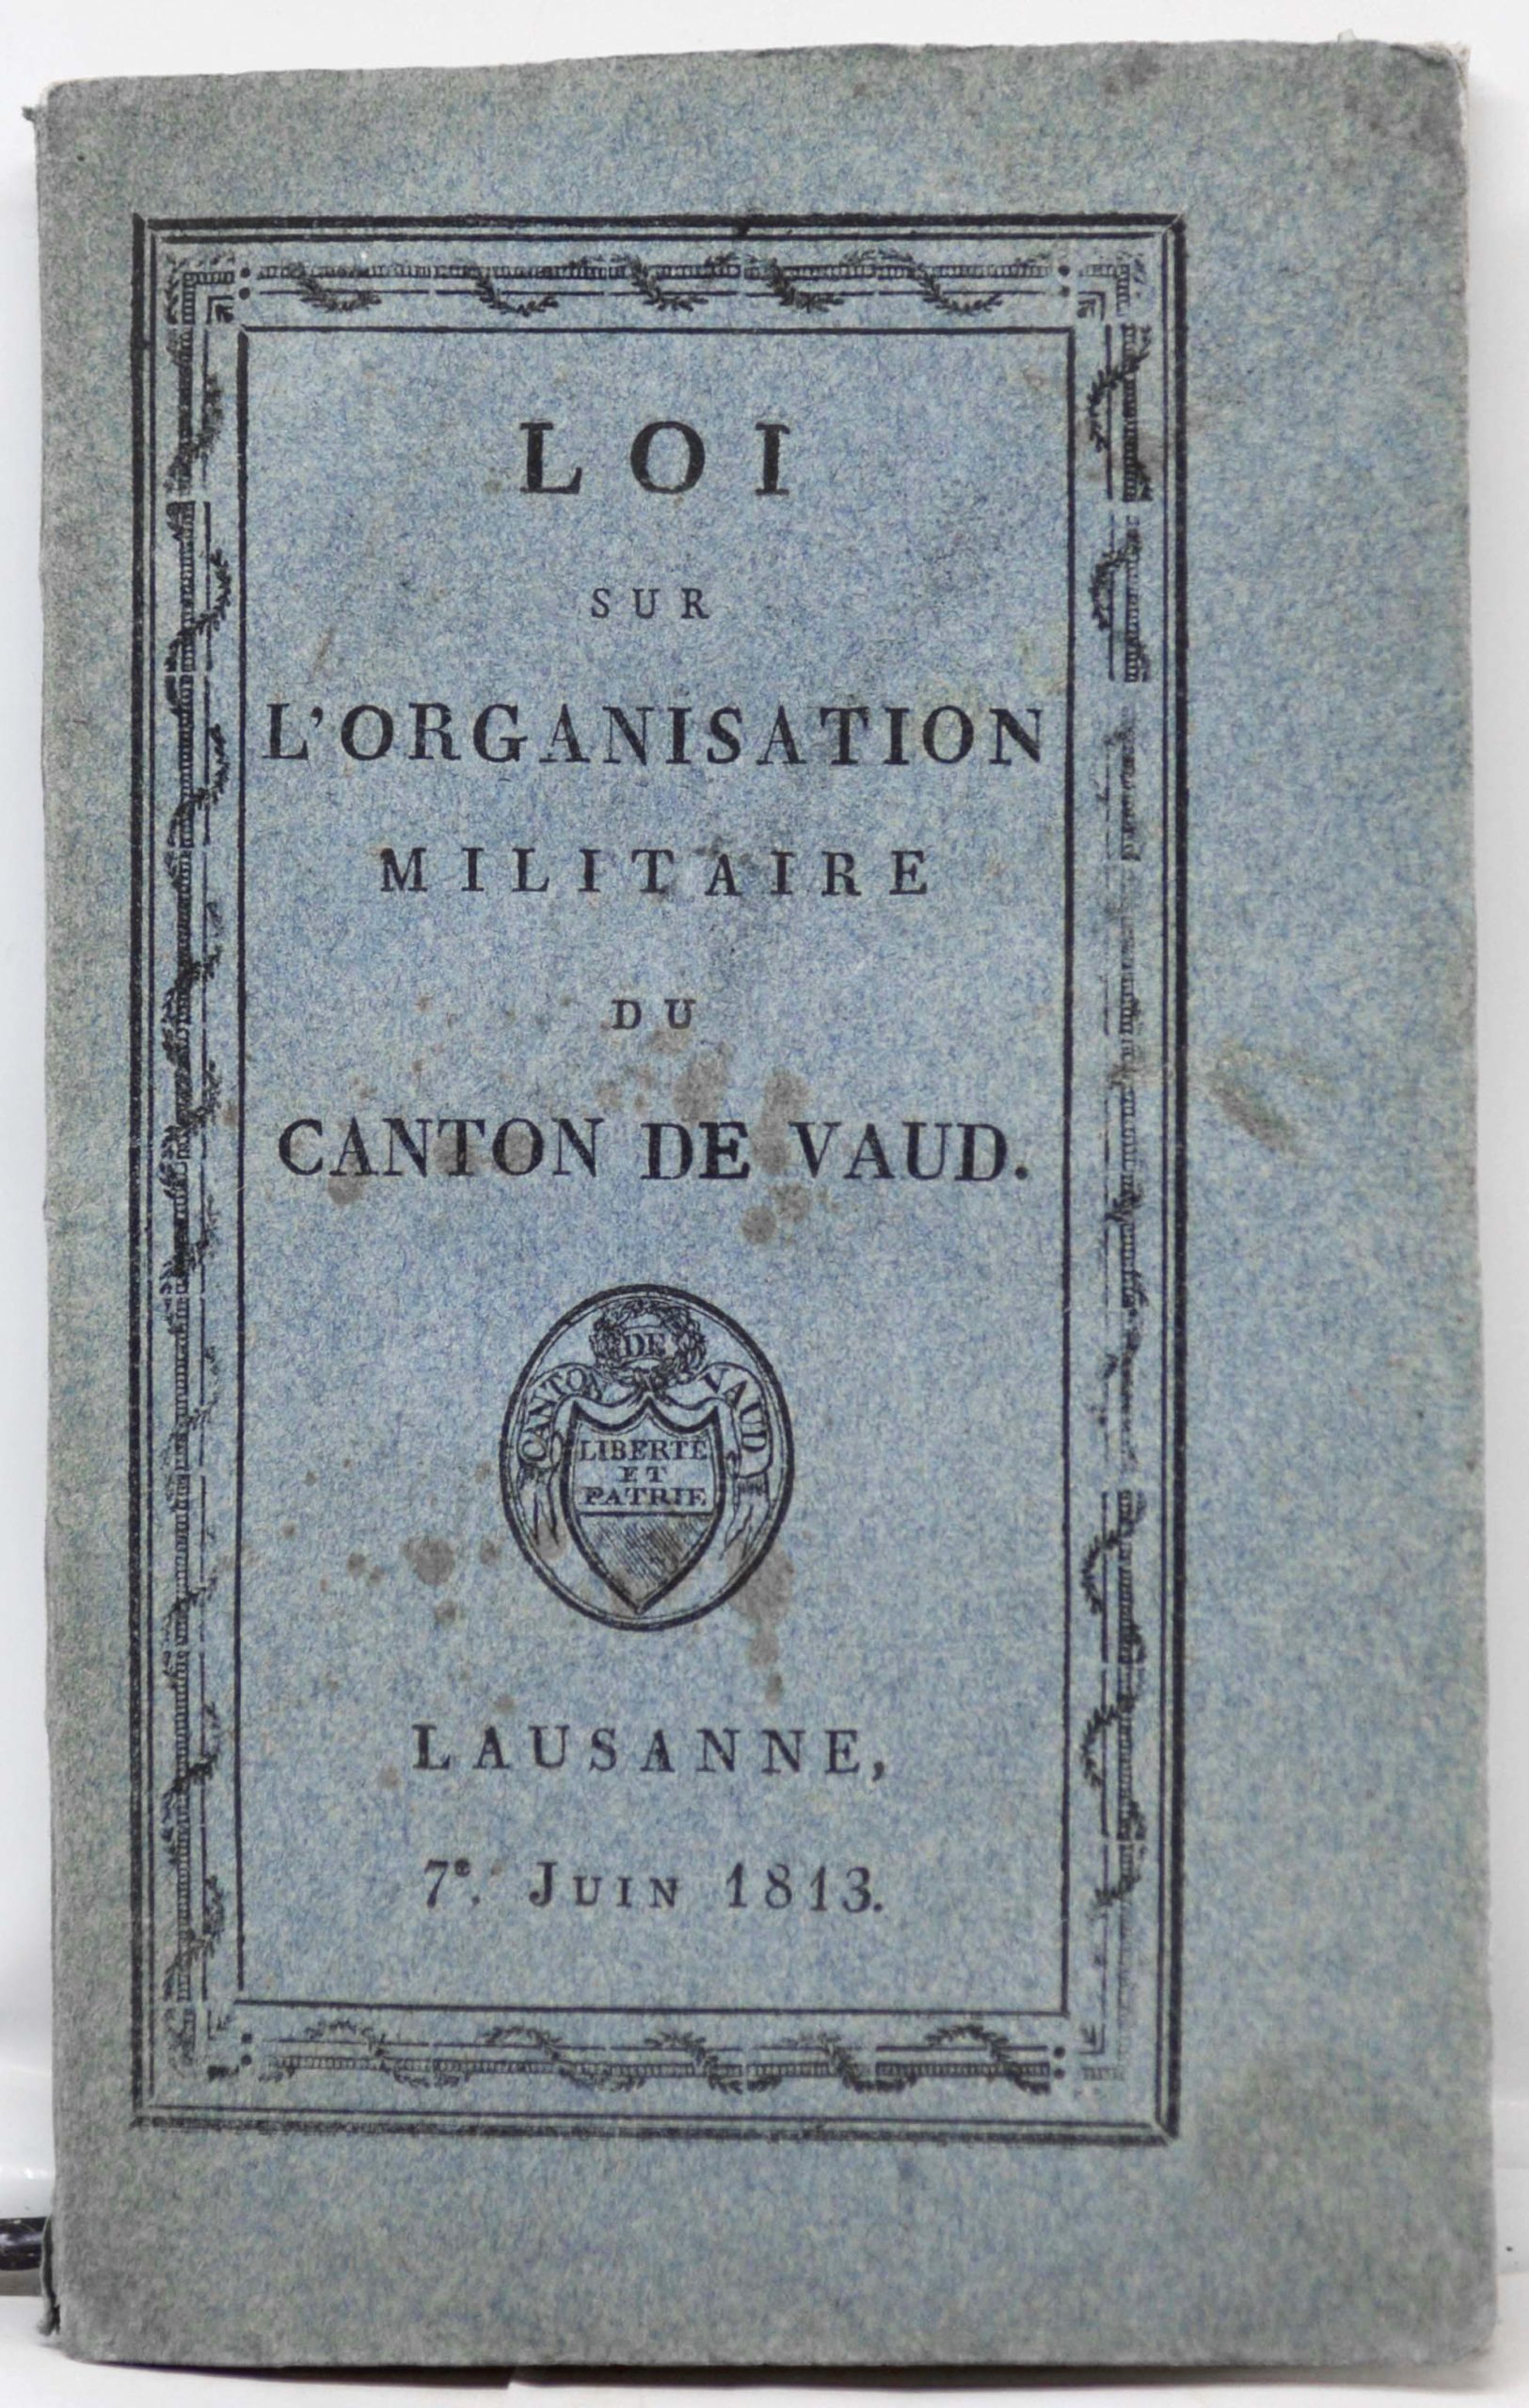 LOI
SUR
L'ORGANISATION
MILITAIRE
DU
CANTON DE VAUD.
CANTON DE VAUD
LIBERTÉ
ET
PATRIE
LAUSANNE,
7e. JUIN 1813.